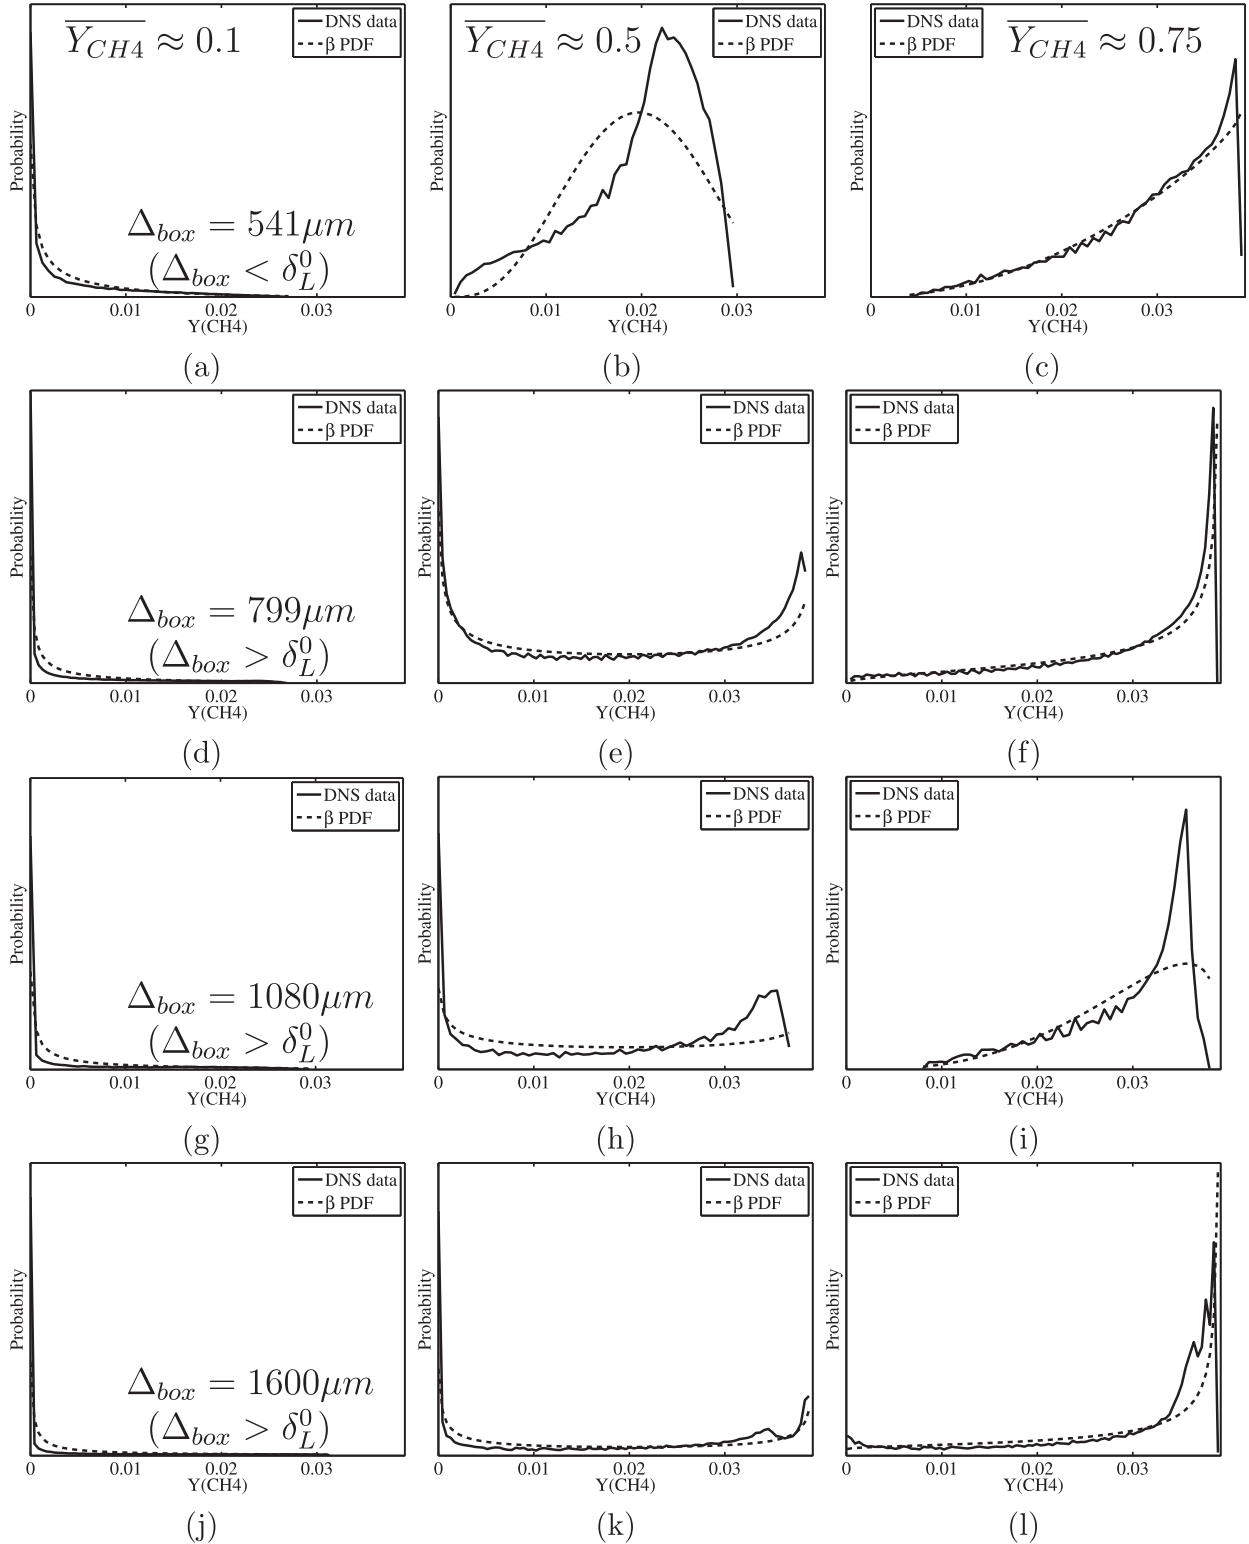 $\overline{Y_{CH4}} \approx 0.1$
DNS data
β PDF
Probability
$\Delta_{box} = 541\mu m$
$(\Delta_{box} < \delta_L^0)$
0 0.01 0.02 0.03
Y(CH4)
(a)
$\overline{Y_{CH4}} \approx 0.5$
DNS data
β PDF
Probability
0 0.01 0.02 0.03
Y(CH4)
(b)
DNS data
β PDF
$\overline{Y_{CH4}} \approx 0.75$
Probability
0 0.01 0.02 0.03
Y(CH4)
(c)
DNS data
β PDF
Probability
$\Delta_{box} = 799\mu m$
$(\Delta_{box} > \delta_L^0)$
0 0.01 0.02 0.03
Y(CH4)
(d)
DNS data
β PDF
Probability
0 0.01 0.02 0.03
Y(CH4)
(e)
DNS data
β PDF
Probability
0 0.01 0.02 0.03
Y(CH4)
(f)
DNS data
β PDF
Probability
$\Delta_{box} = 1080\mu m$
$(\Delta_{box} > \delta_L^0)$
0 0.01 0.02 0.03
Y(CH4)
(g)
DNS data
β PDF
Probability
0 0.01 0.02 0.03
Y(CH4)
(h)
DNS data
β PDF
Probability
0 0.01 0.02 0.03
Y(CH4)
(i)
DNS data
β PDF
Probability
$\Delta_{box} = 1600\mu m$
$(\Delta_{box} > \delta_L^0)$
0 0.01 0.02 0.03
Y(CH4)
(j)
DNS data
β PDF
Probability
0 0.01 0.02 0.03
Y(CH4)
(k)
DNS data
β PDF
Probability
0 0.01 0.02 0.03
Y(CH4)
(l)